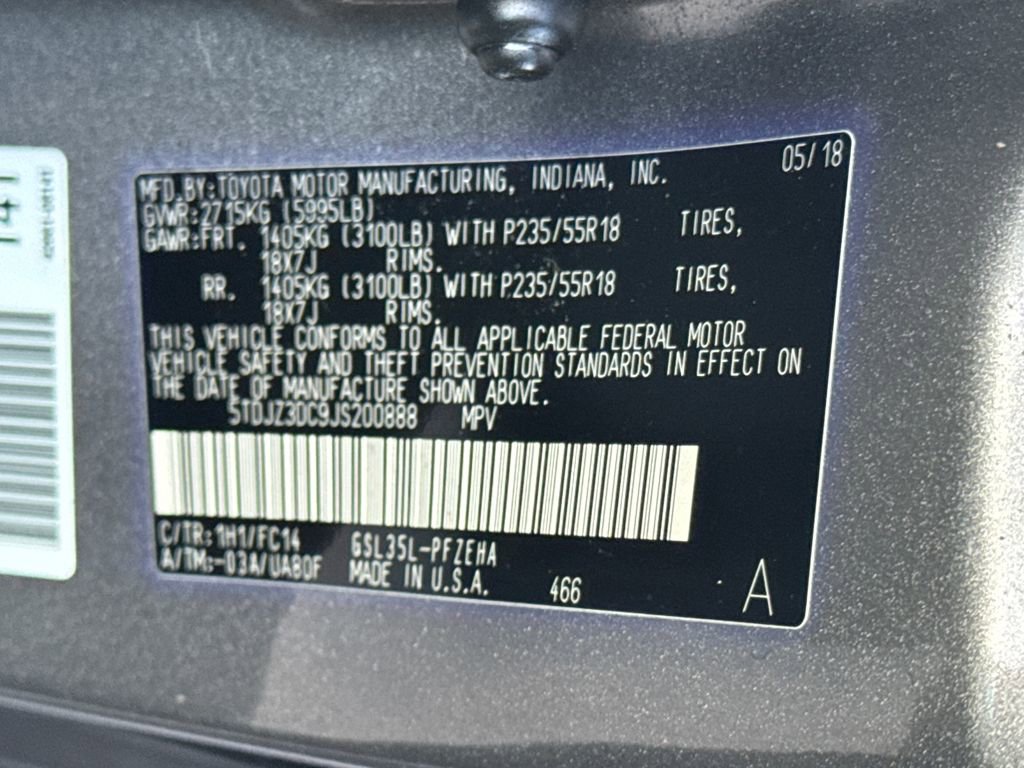 MFD.BY:TOYOTA MOTOR MANUFACTURING, INDIANA, INC. 05/18
GVWR:2715KG (5995LB)
GAWR:FRT. 1405KG (3100LB) WITH P235/55R18 TIRES,
18X7J RIMS.
RR. 1405KG (3100LB) WITH P235/55R18 TIRES,
18X7J RIMS.
THIS VEHICLE CONFORMS TO ALL APPLICABLE FEDERAL MOTOR
VEHICLE SAFETY AND THEFT PREVENTION STANDARDS IN EFFECT ON
THE DATE OF MANUFACTURE SHOWN ABOVE.
5TDJZ3DC9JS200888 MPV
C/TR:1H1/FC14 GSL35L-PFZEHA
A/TM:-03A/UA80F MADE IN U.S.A. 466 A